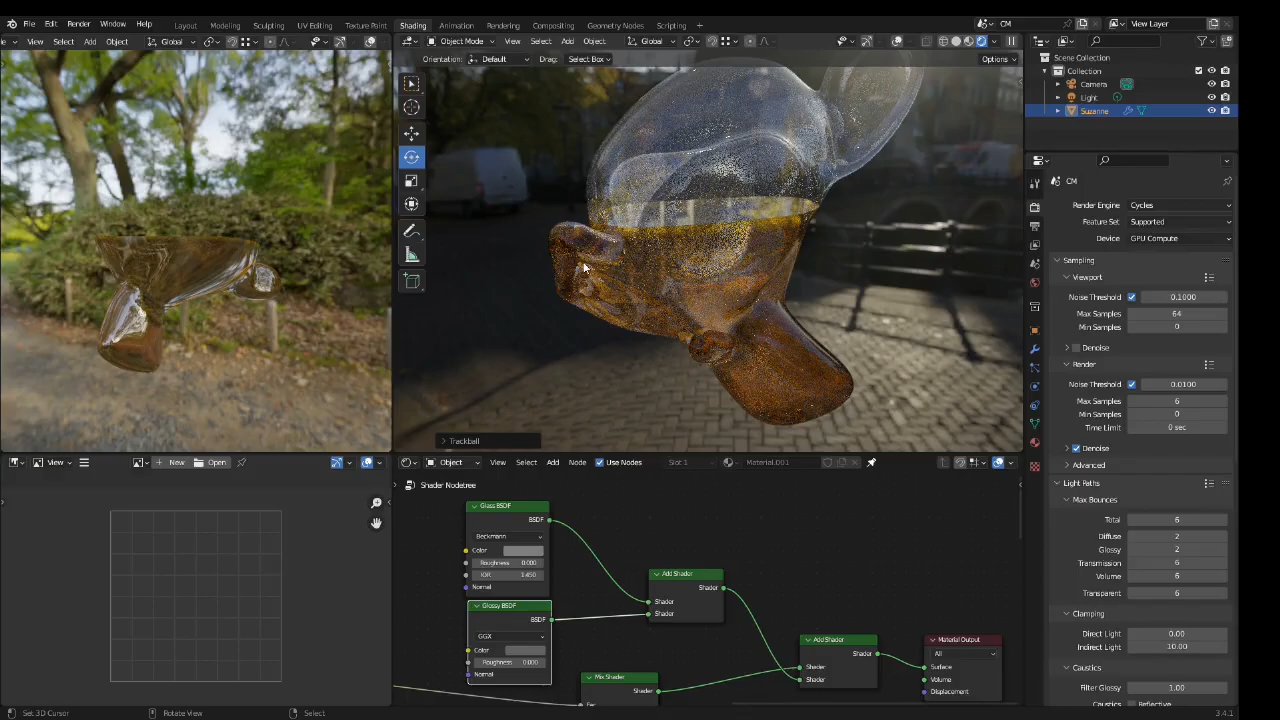 File Edit Render Window Help Layout Modeling Sculpting UV Editing Texture Paint Shading Animation Rendering Compositing Geometry Nodes Scripting + CM View Layer
View Select Add Object Global
Object Mode View Select Add Object Global
Orientation: Default Drag: Select Box Options
Scene Collection
Collection
Camera
Light
Suzanne
CM
Render Engine Cycles
Feature Set Supported
Device GPU Compute
Sampling
Viewport
Noise Threshold 0.1000
Max Samples 64
Min Samples 0
Denoise
Render
Noise Threshold 0.0100
Max Samples 6
Min Samples 0
Time Limit 0 sec
Denoise
Advanced
Light Paths
Max Bounces
Total 6
Diffuse 2
Glossy 2
Transmission 6
Volume 6
Transparent 6
Clamping
Direct Light 0.00
Indirect Light 10.00
Caustics
Filter Glossy 1.00
Caustics Reflective
Trackball
View New Open
Object View Select Add Node Use Nodes Slot 1 Material.001
Shader Nodetree
Glass BSDF
BSDF
Beckmann
Color
Roughness 0.000
IOR: 1.450
Normal
Glossy BSDF
BSDF
GGX
Color
Roughness 0.000
Normal
Add Shader
Shader
Shader
Shader
Mix Shader
Shader
Fac
Add Shader
Shader
Shader
Shader
Material Output
All
Surface
Volume
Displacement
Set 3D Cursor Rotate View Select 3.4.1